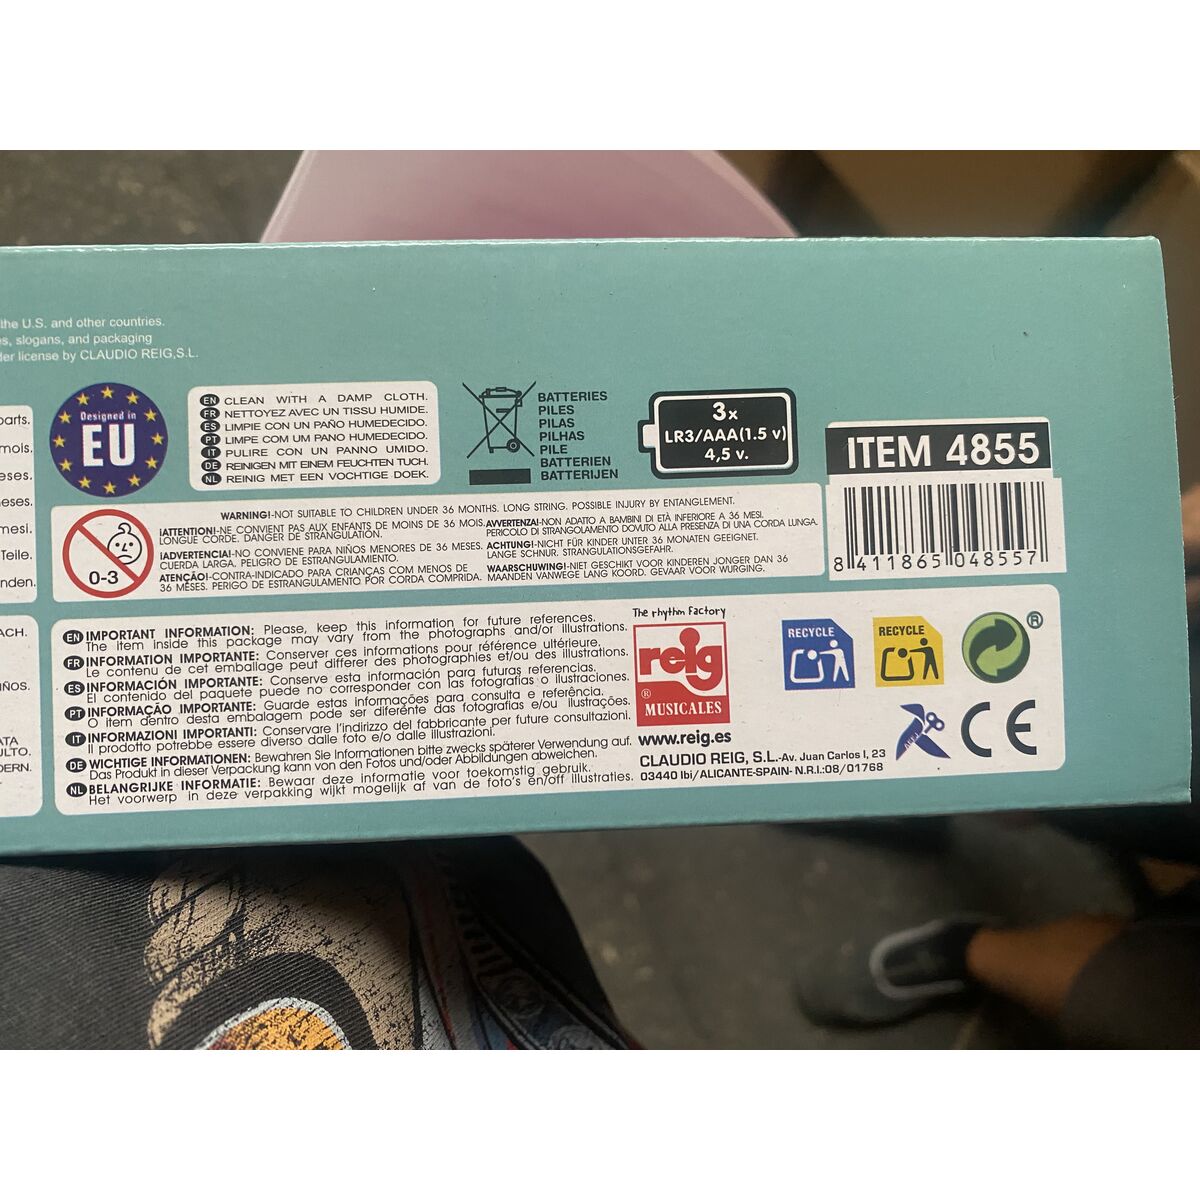 the U.S. and other countries.
s, slogans, and packaging
der license by CLAUDIO REIG,S.L.
parts.
mois.
eses.
eses.
mesi.
Teile.
nden.
ACH.
IÑOS.
ATA
ULTO.
DERN.
Designed in
EU
EN CLEAN WITH A DAMP CLOTH.
FR NETTOYEZ AVEC UN TISSU HUMIDE.
ES LIMPIE CON UN PAÑO HUMEDECIDO.
PT LIMPE COM UM PANO HUMEDECIDO.
IT PULIRE CON UN PANNO UMIDO.
DE REINIGEN MIT EINEM FEUCHTEN TUCH.
NL REINIG MET EEN VOCHTIGE DOEK.
BATTERIES
PILES
PILAS
PILHAS
PILE
BATTERIEN
BATTERIJEN
3x
LR3/AAA(1.5 v)
4,5 v.
ITEM 4855
8 411865 048557
0-3
WARNING!-NOT SUITABLE TO CHILDREN UNDER 36 MONTHS. LONG STRING. POSSIBLE INJURY BY ENTANGLEMENT.
¡ATTENTION!-NE CONVIENT PAS AUX ENFANTS DE MOINS DE 36 MOIS.
LONGUE CORDE. DANGER DE STRANGULATION.
¡ADVERTENCIA!-NO CONVIENE PARA NIÑOS MENORES DE 36 MESES.
CUERDA LARGA. PELIGRO DE ESTRANGULAMIENTO.
ATENÇÃO!-CONTRA-INDICADO PARA CRIANÇAS COM MENOS DE
36 MESES. PERIGO DE ESTRANGULAMENTO POR CORDA COMPRIDA.
AVVERTENZA!-NON ADATTO A BAMBINI DI ETÀ INFERIORE A 36 MESI.
PERICOLO DI STRANGOLAMENTO DOVUTO ALLA PRESENZA DI UNA CORDA LUNGA.
ACHTUNG!-NICHT FÜR KINDER UNTER 36 MONATEN GEEIGNET.
LANGE SCHNUR. STRANGULATIONSGEFAHR.
WAARSCHUWING!-NIET GESCHIKT VOOR KINDEREN JONGER DAN 36
MAANDEN VANWEGE LANG KOORD. GEVAAR VOOR WURGING.
EN IMPORTANT INFORMATION: Please, keep this information for future references.
The item inside this package may vary from the photographs and/or illustrations.
FR INFORMATION IMPORTANTE: Conserver ces informations pour référence ultérieure.
Le contenu de cet emballage peut différer des photographies et/ou des illustrations.
ES INFORMACIÓN IMPORTANTE: Conserve esta información para futuras referencias.
El contenido del paquete puede no corresponder con las fotografías o ilustraciones.
PT INFORMAÇÃO IMPORTANTE: Guarde estas informações para consulta e referência.
O item dentro desta embalagem pode ser diferente das fotografias e/ou ilustrações.
IT INFORMAZIONI IMPORTANTI: Conservare l'indirizzo del fabbricante per future consultazioni.
Il prodotto potrebbe essere diverso dalle foto e/o dalle illustrazioni.
DE WICHTIGE INFORMATIONEN: Bewahren Sie Informationen bitte zwecks späterer Verwendung auf.
Das Produkt in dieser Verpackung kann von den Fotos und/oder Abbildungen abweichen.
NL BELANGRIJKE INFORMATIE: Bewaar deze informatie voor toekomstig gebruik.
Het voorwerp in deze verpakking wijkt mogelijk af van de foto's en/off illustraties.
The rhythm factory
reig
® MUSICALES
www.reig.es
CLAUDIO REIG, S.L.-Av. Juan Carlos I, 23
03440 Ibi/ALICANTE-SPAIN- N.R.I.:08/01768
RECYCLE
RECYCLE
®
CE